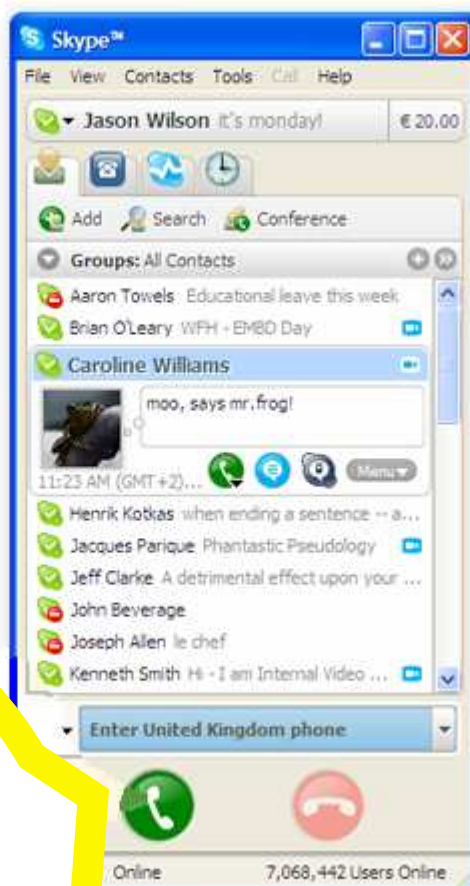 Skype™
File View Contacts Tools Call Help
Jason Wilson it's monday! € 20.00
Add Search Conference
Groups: All Contacts
Aaron Towels Educational leave this week
Brian O'Leary WFH - EMBD Day
Caroline Williams
moo, says mr.frog!
11:23 AM (GMT+2)... Menu
Henrik Kotkas when ending a sentence -- a...
Jacques Parique Phantastic Pseudology
Jeff Clarke A detrimental effect upon your ...
John Beverage
Joseph Allen le chef
Kenneth Smith Hi - I am Internal Video ...
Enter United Kingdom phone
Online 7,068,442 Users Online